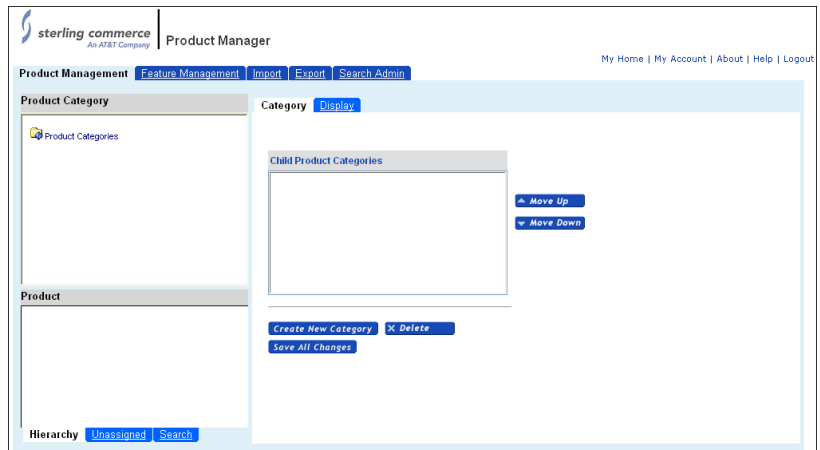 sterling commerce
An AT&T Company
Product Manager
My Home | My Account | About | Help | Logout
Product Management Feature Management Import Export Search Admin
Product Category
Product Categories
Category Display
Child Product Categories
Move Up
Move Down
Product
Create New Category X Delete
Save All Changes
Hierarchy Unassigned Search